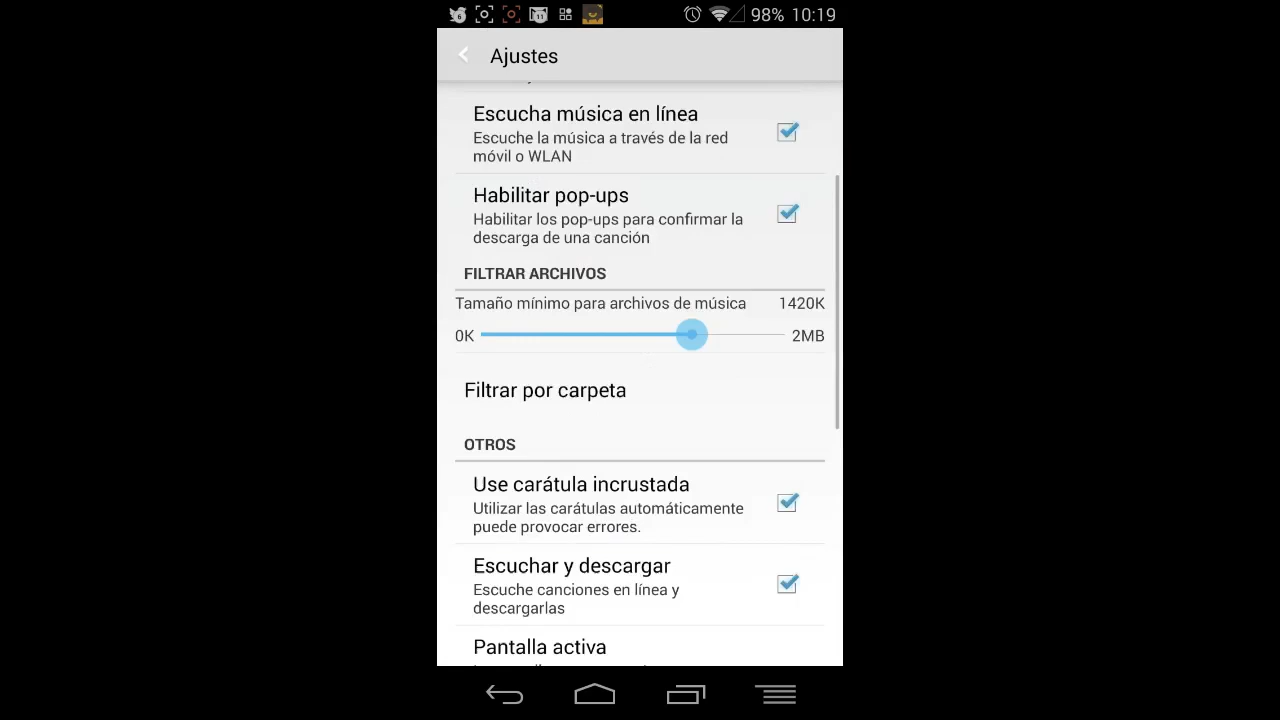 98% 10:19
Ajustes
Escucha música en línea
Escuche la música a través de la red
móvil o WLAN
Habilitar pop-ups
Habilitar los pop-ups para confirmar la
descarga de una canción
FILTRAR ARCHIVOS
Tamaño mínimo para archivos de música 1420K
0K 2MB
Filtrar por carpeta
OTROS
Use carátula incrustada
Utilizar las carátulas automáticamente
puede provocar errores.
Escuchar y descargar
Escuche canciones en línea y
descargarlas
Pantalla activa